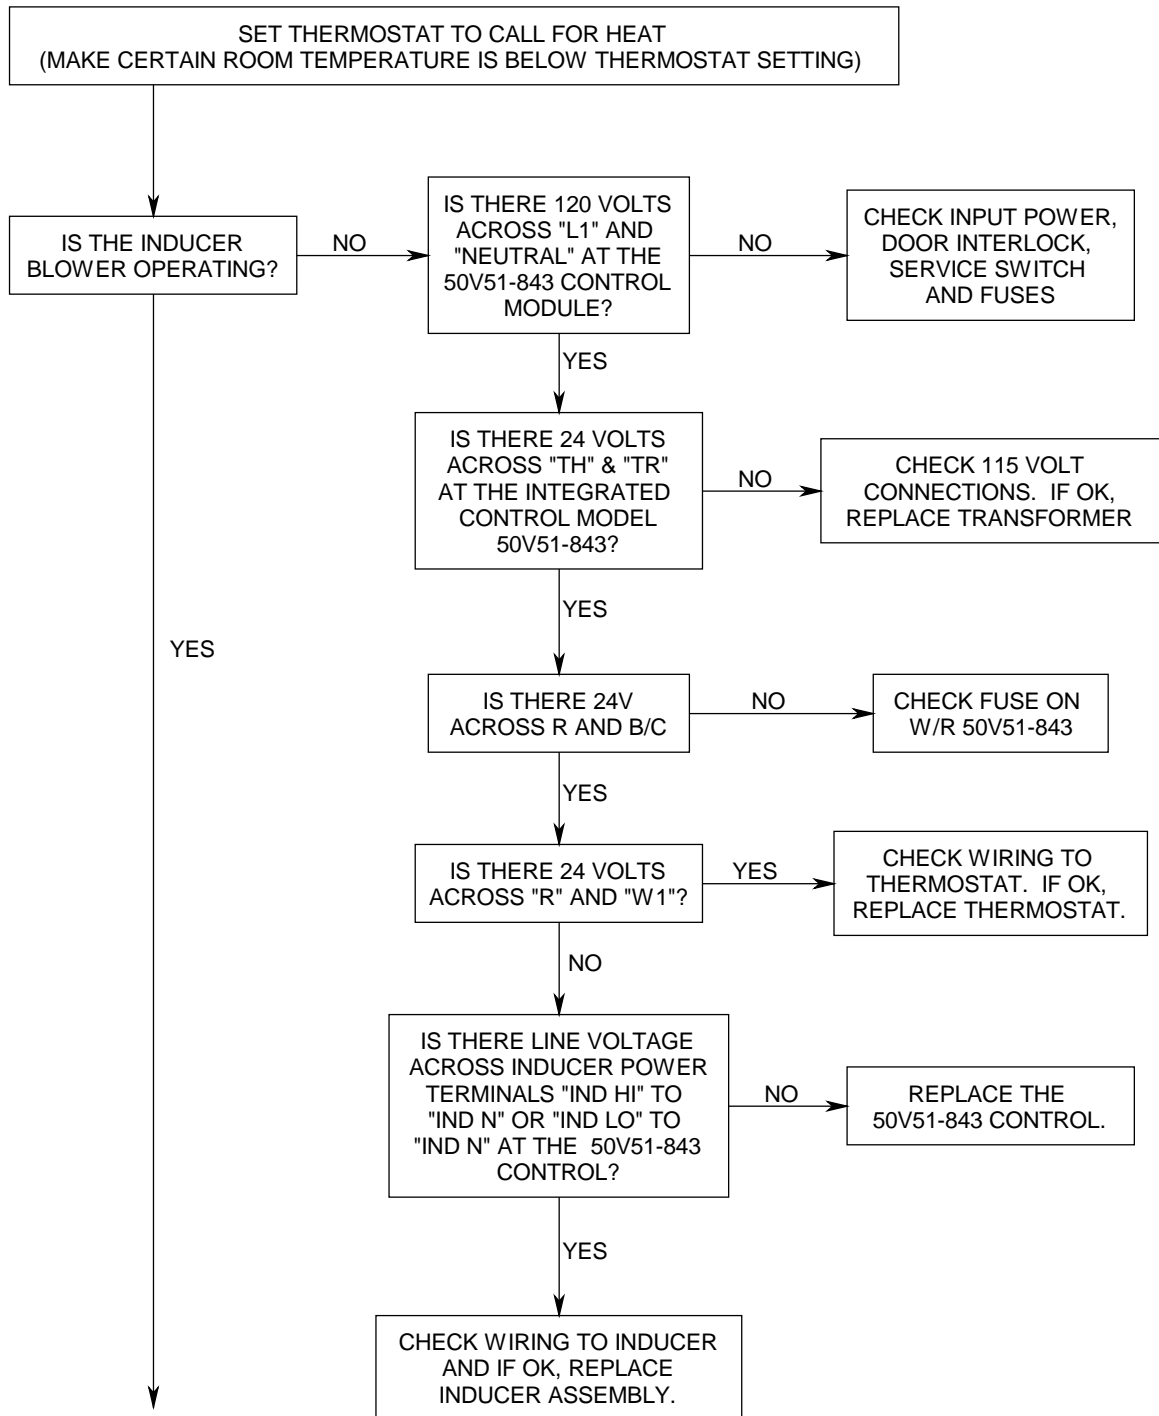 SET THERMOSTAT TO CALL FOR HEAT
(MAKE CERTAIN ROOM TEMPERATURE IS BELOW THERMOSTAT SETTING)
IS THE INDUCER
BLOWER OPERATING?
NO
IS THERE 120 VOLTS
ACROSS "L1" AND
"NEUTRAL" AT THE
50V51-843 CONTROL
MODULE?
NO
CHECK INPUT POWER,
DOOR INTERLOCK,
SERVICE SWITCH
AND FUSES
YES
IS THERE 24 VOLTS
ACROSS "TH" & "TR"
AT THE INTEGRATED
CONTROL MODEL
50V51-843?
NO
CHECK 115 VOLT
CONNECTIONS. IF OK,
REPLACE TRANSFORMER
YES
YES
IS THERE 24V
ACROSS R AND B/C
NO
CHECK FUSE ON
W/R 50V51-843
YES
IS THERE 24 VOLTS
ACROSS "R" AND "W1"?
YES
CHECK WIRING TO
THERMOSTAT. IF OK,
REPLACE THERMOSTAT.
NO
IS THERE LINE VOLTAGE
ACROSS INDUCER POWER
TERMINALS "IND HI" TO
"IND N" OR "IND LO" TO
"IND N" AT THE 50V51-843
CONTROL?
NO
REPLACE THE
50V51-843 CONTROL.
YES
CHECK WIRING TO INDUCER
AND IF OK, REPLACE
INDUCER ASSEMBLY.